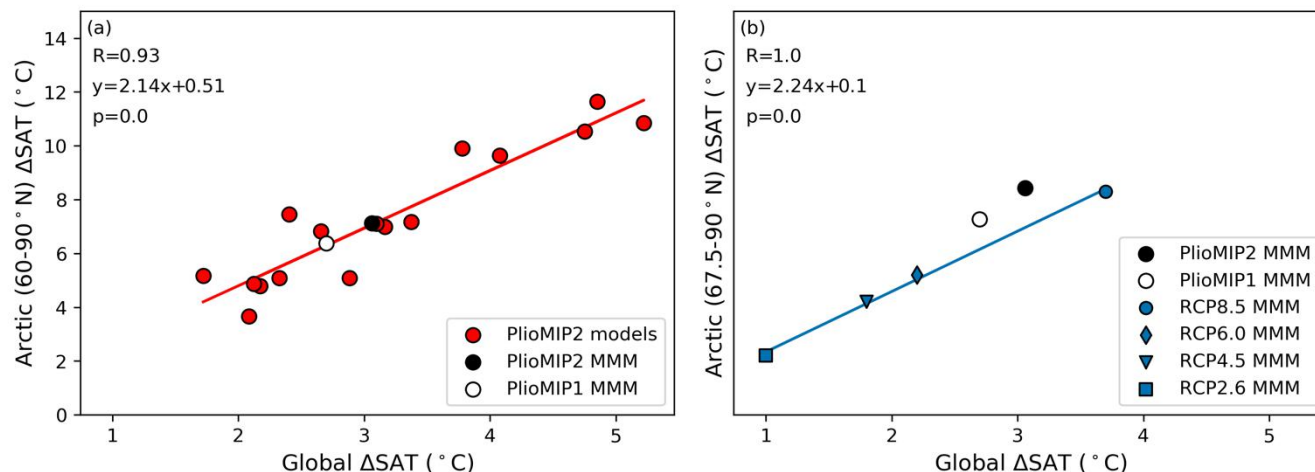 (a)
R=0.93
y=2.14x+0.51
p=0.0
Arctic (60-90°N) ΔSAT (°C)
14
12
10
8
6
4
2
0
PlioMIP2 models
PlioMIP2 MMM
PlioMIP1 MMM
1 2 3 4 5
Global ΔSAT (°C)
(b)
R=1.0
y=2.24x+0.1
p=0.0
Arctic (67.5-90°N) ΔSAT (°C)
PlioMIP2 MMM
PlioMIP1 MMM
RCP8.5 MMM
RCP6.0 MMM
RCP4.5 MMM
RCP2.6 MMM
1 2 3 4 5
Global ΔSAT (°C)